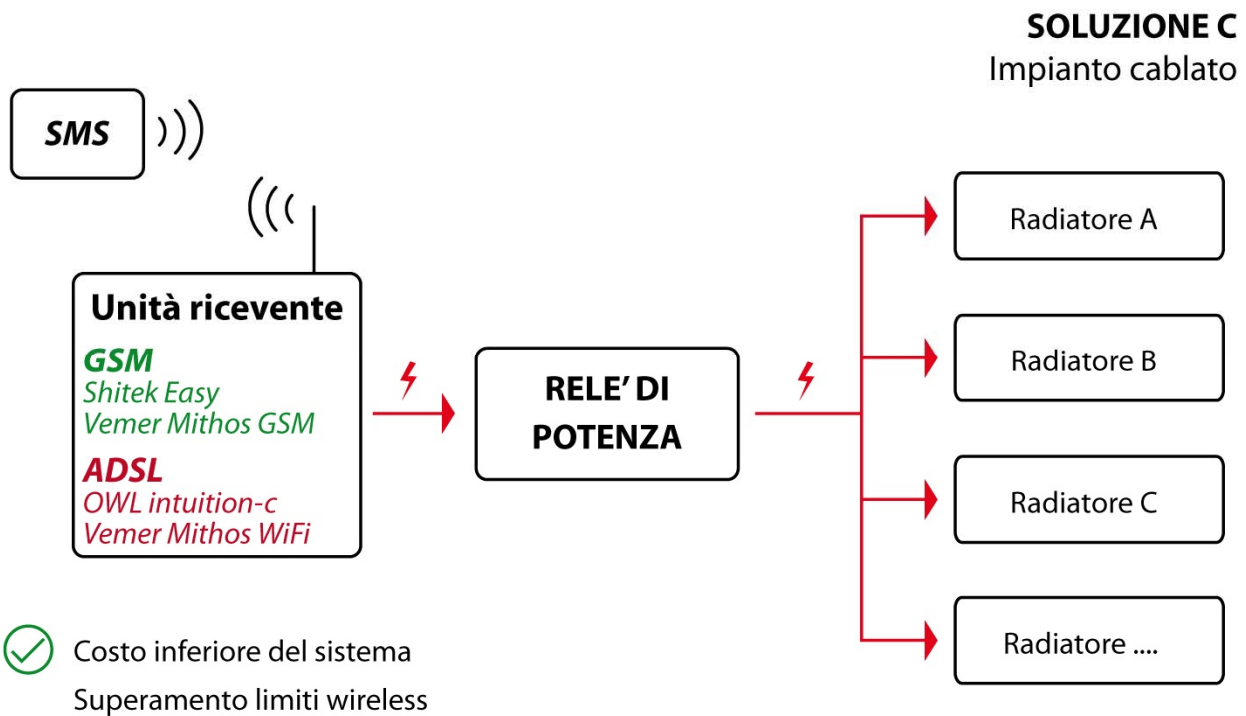 SOLUZIONE C
Impianto cablato
SMS
Unità ricevente
GSM
Shitek Easy
Vemer Mithos GSM
ADSL
OWL intuition-c
Vemer Mithos WiFi
RELE’ DI
POTENZA
Radiatore A
Radiatore B
Radiatore C
Radiatore ....
Costo inferiore del sistema
Superamento limiti wireless